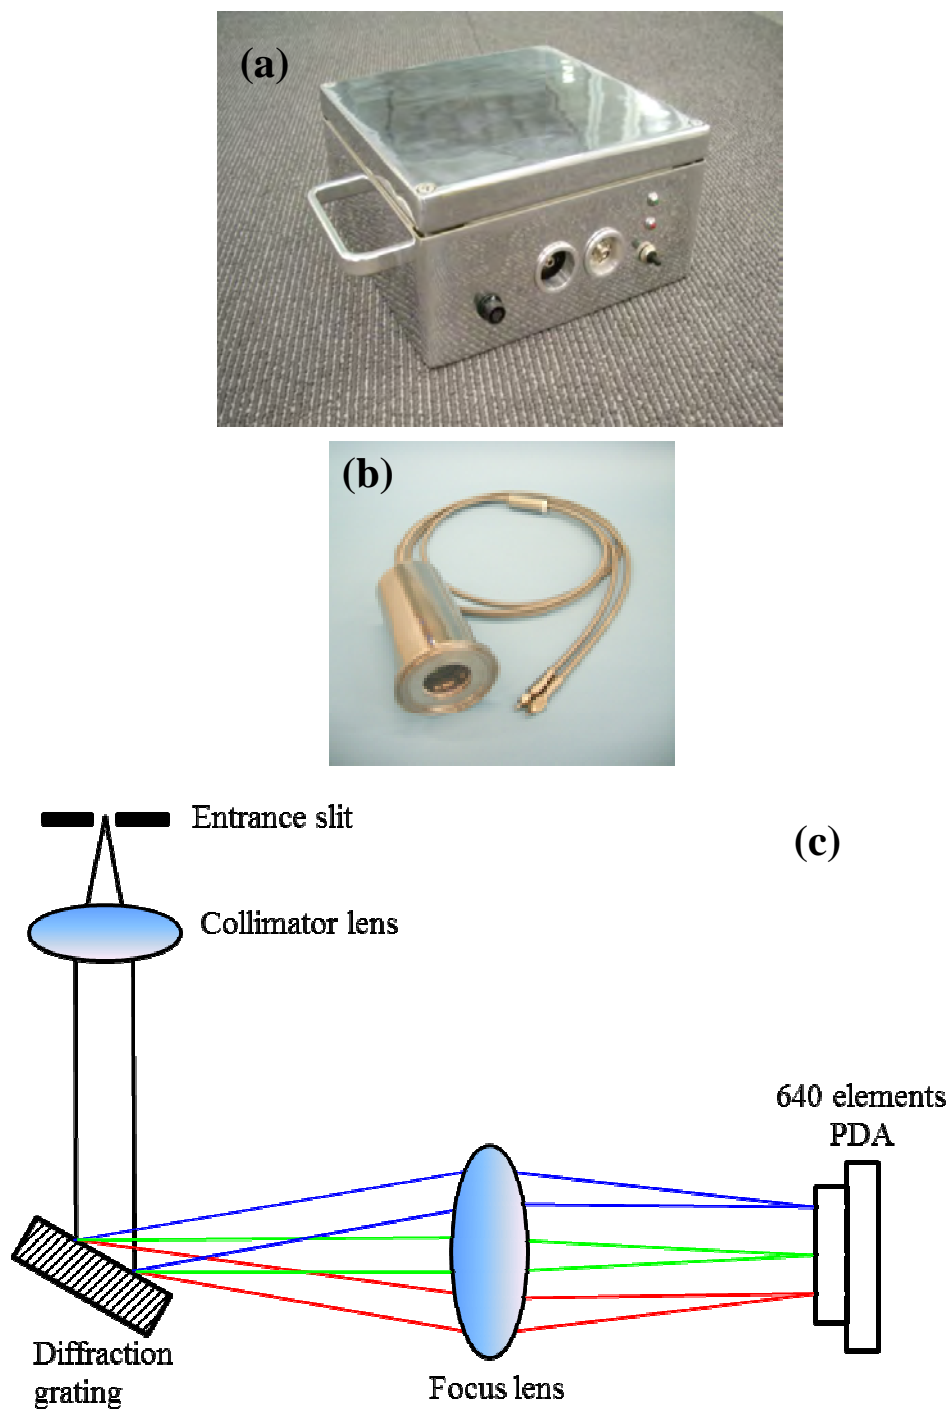 (a)
(b)
Entrance slit
(c)
Collimator lens
640 elements
PDA
Diffraction
grating
Focus lens